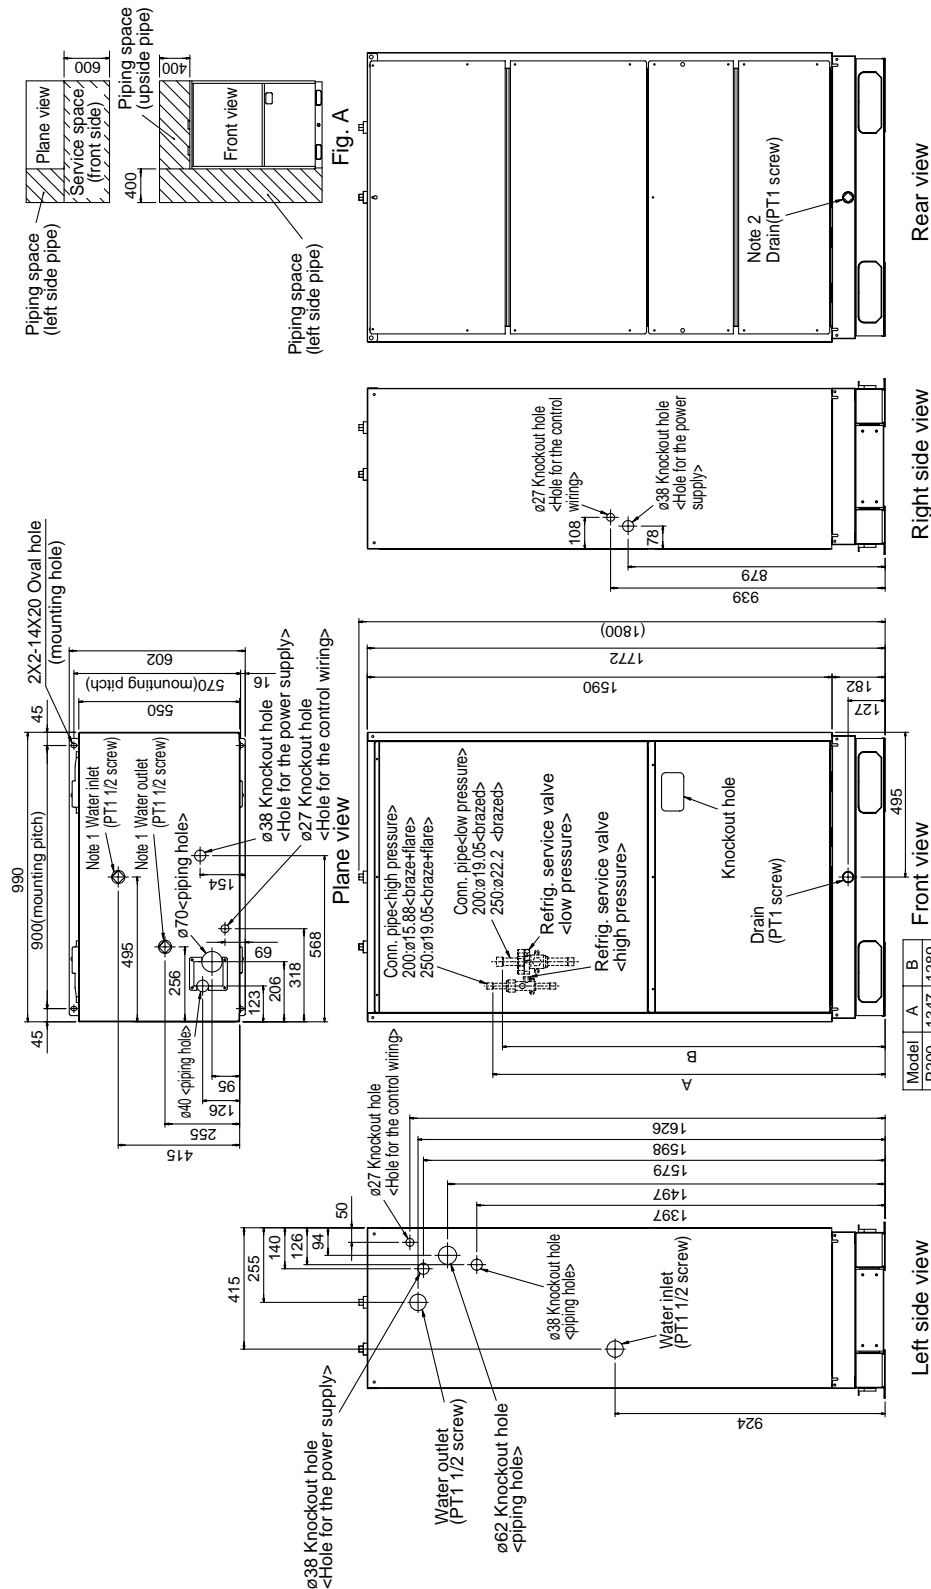 Piping space
(left side pipe)
Plane view
Service space
(front side)
600
Piping space
(upside pipe)
400
Front view
400
Piping space
(left side pipe)
Fig. A
2X2-14X20 Oval hole
(mounting hole)
990
45
900(mounting pitch)
45
Note 1 Water inlet
(PT1 1/2 screw)
Note 1 Water outlet
(PT1 1/2 screw)
ø70<piping hole>
ø40 <piping hole>
495
256
415
255
126
95
123
206
318
568
69
154
550
570(mounting pitch)
602
16
ø38 Knockout hole
<Hole for the power supply>
ø27 Knockout hole
<Hole for the control wiring>
Plane view
ø38 Knockout hole
<Hole for the power supply>
Water outlet
(PT1 1/2 screw)
ø62 Knockout hole
<piping hole>
415
255
140
126
94
50
ø27 Knockout hole
<Hole for the control wiring>
ø38 Knockout hole
<piping hole>
Water inlet
(PT1 1/2 screw)
924
1397
1497
1579
1598
1626
Left side view
Conn. pipe<high pressure>
200:ø15.88<braze+flare>
250:ø19.05<braze+flare>
Conn. pipe<low pressure>
200:ø19.05<brazed>
250:ø22.2 <brazed>
Refrig. service valve
<low pressure>
Refrig. service valve
<high pressure>
A
B
Knockout hole
Drain
(PT1 screw)
495
127
182
1590
1772
(1800)
Front view
Model A B
P200 1347 1280
ø27 Knockout hole
<Hole for the control
wiring>
ø38 Knockout hole
<Hole for the power
supply>
108
78
879
939
Right side view
Note 2
Drain(PT1 screw)
Rear view